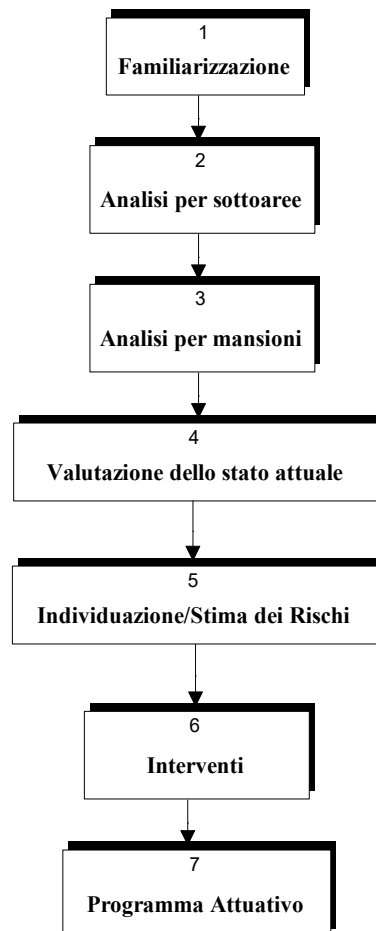 1
Familiarizzazione
2
Analisi per sottoaree
3
Analisi per mansioni
4
Valutazione dello stato attuale
5
Individuazione/Stima dei Rischi
6
Interventi
7
Programma Attuativo